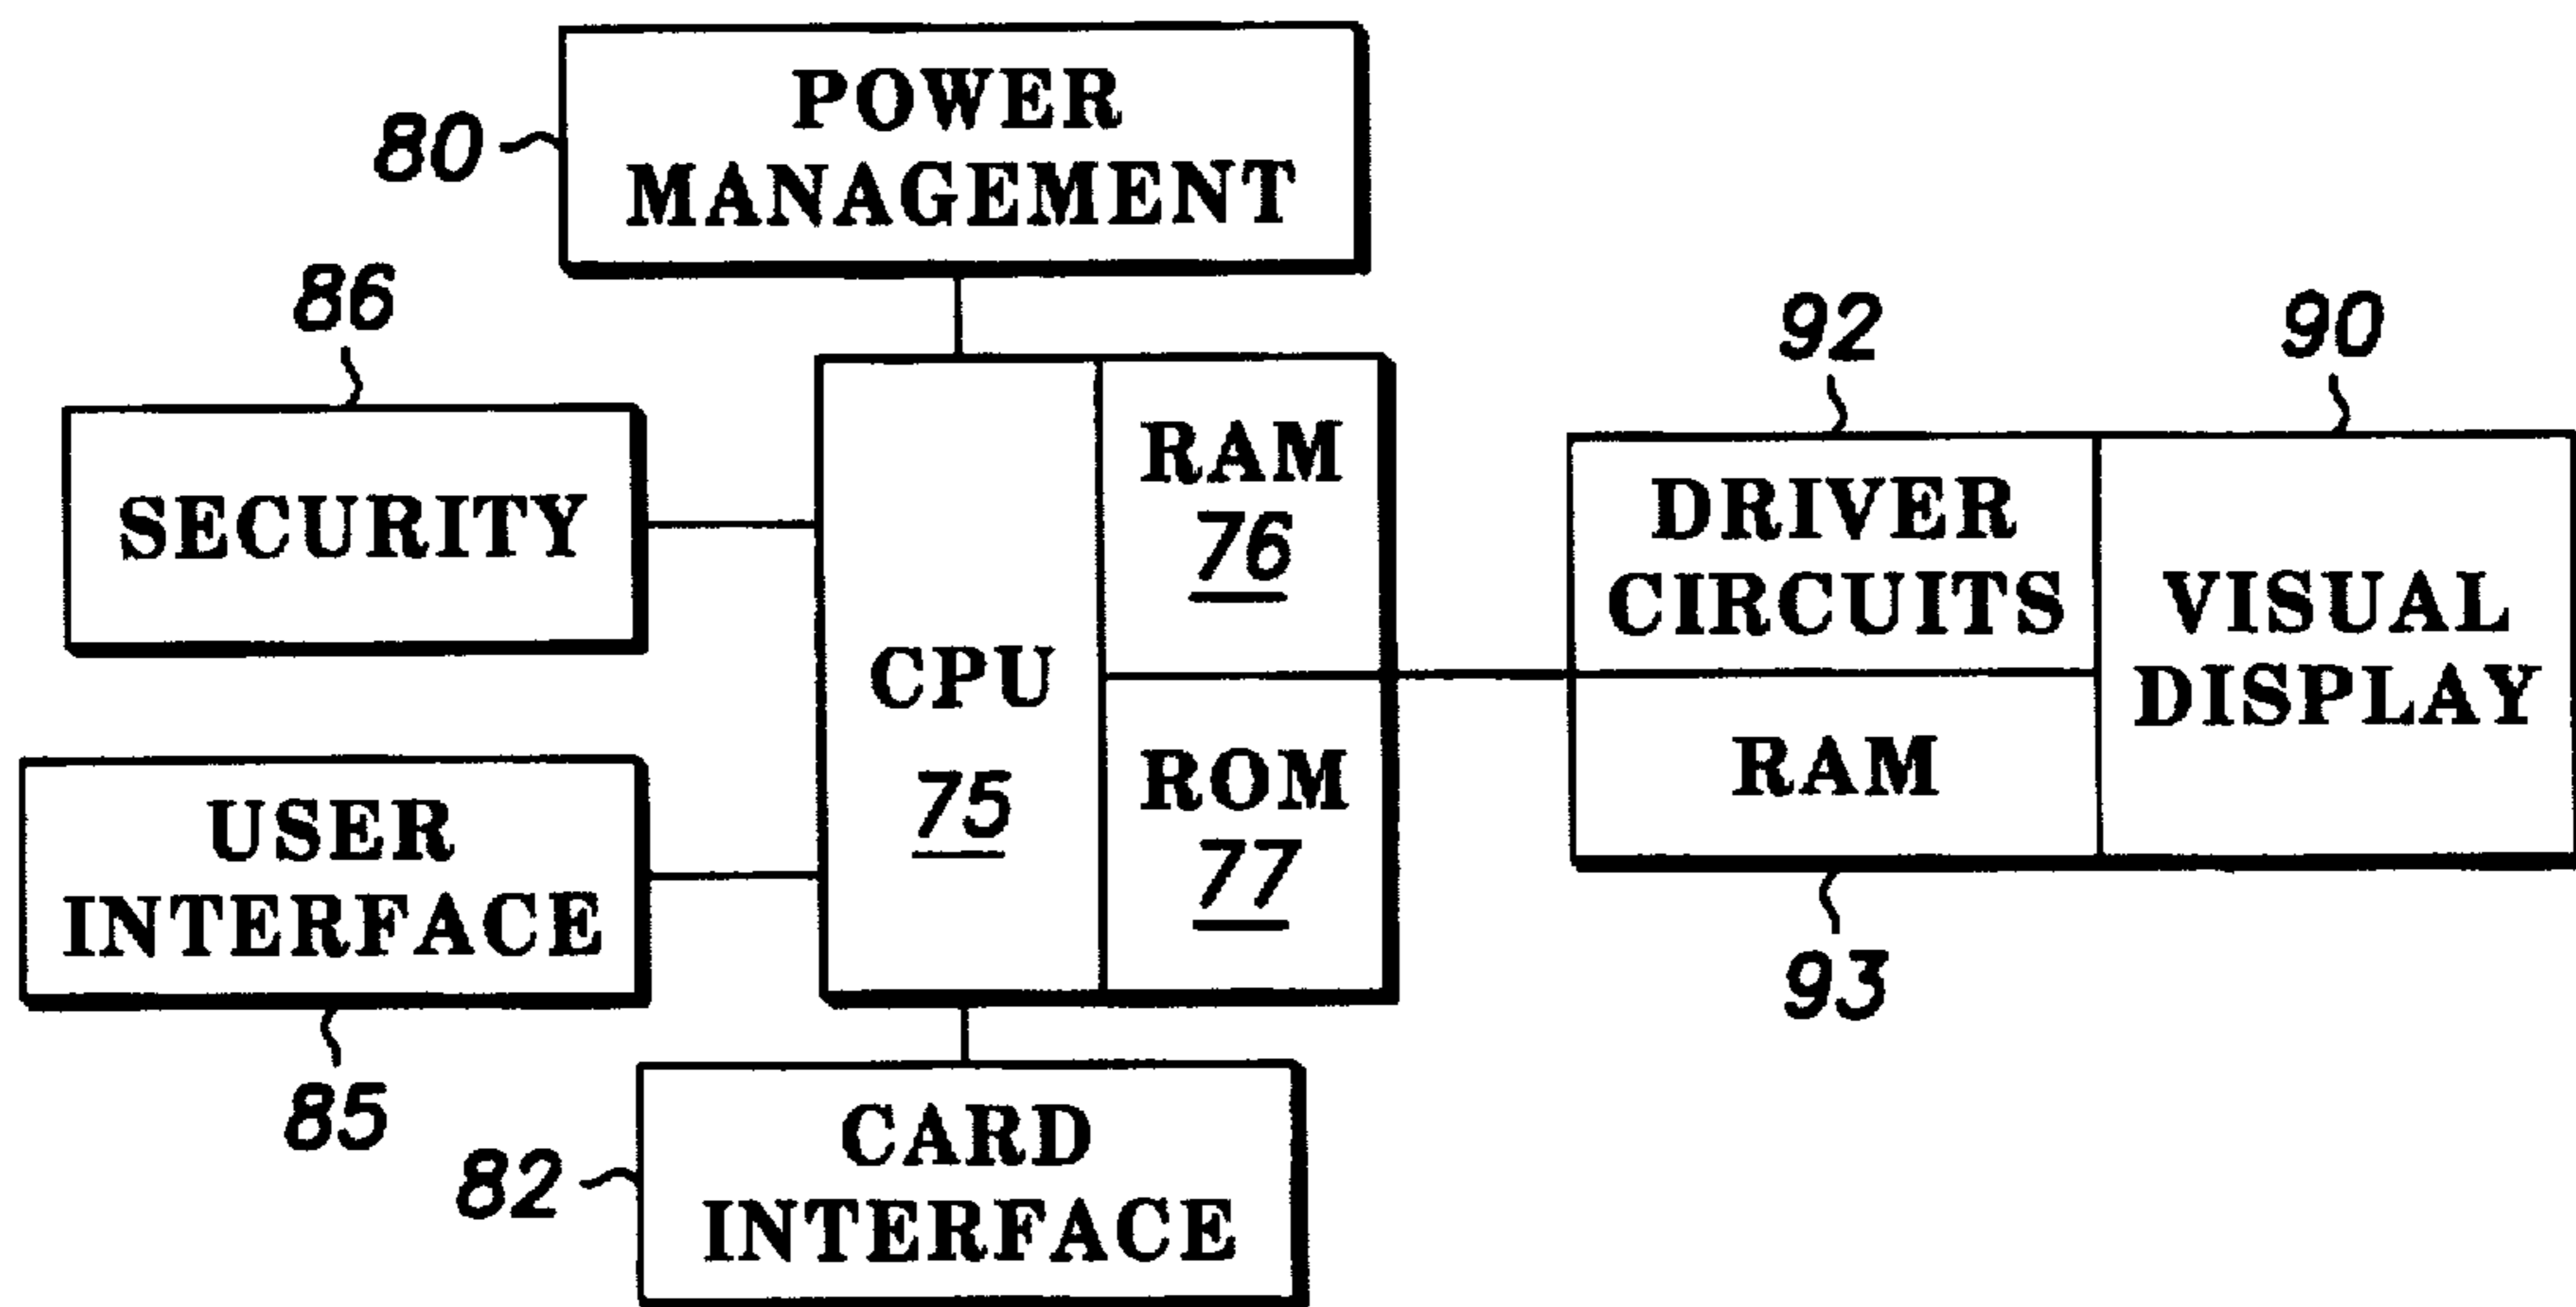 80
POWER
MANAGEMENT
86
SECURITY
USER
INTERFACE
85
CPU
75
RAM
76
ROM
77
82
CARD
INTERFACE
92
90
DRIVER
CIRCUITS
RAM
93
VISUAL
DISPLAY